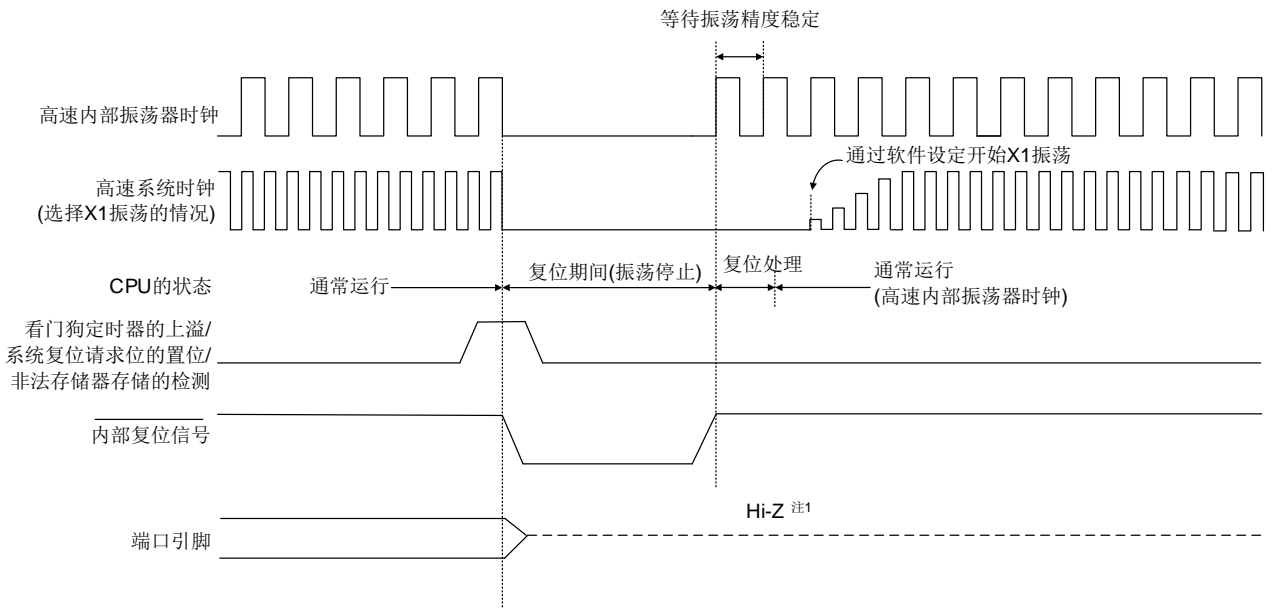 等待振荡精度稳定
高速内部振荡器时钟
通过软件设定开始X1振荡
高速系统时钟
(选择X1振荡的情况)
CPU的状态
通常运行
复位期间(振荡停止)
复位处理
通常运行
(高速内部振荡器时钟)
看门狗定时器的上溢/
系统复位请求位的置位/
非法存储器存储的检测
内部复位信号
Hi-Z 注1
端口引脚